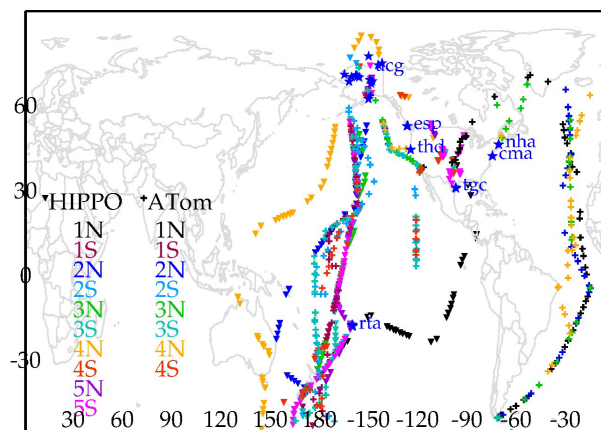 acg
60
esp
thd
nha
cma
30
tgc
▼HIPPO +ATom
1N 1N
1S 1S
2N 2N
2S 2S
0
3N 3N
3S 3S
rta
4N 4N
-30
4S 4S
5N
5S
30 60 90 120 150 180 -150 -120 -90 -60 -30